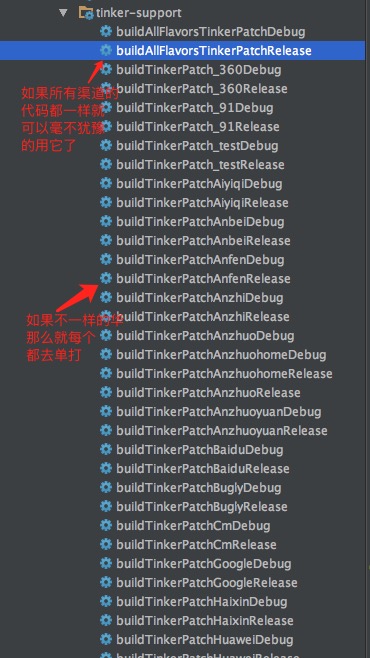 tinker-support
buildAllFlavorsTinkerPatchDebug
buildAllFlavorsTinkerPatchRelease
buildTinkerPatch_360Debug
如果所有渠道的
buildTinkerPatch_360Release
代码都一样就
buildTinkerPatch_91Debug
可以毫不犹豫
buildTinkerPatch_91Release
的用它了
buildTinkerPatch_testDebug
buildTinkerPatch_testRelease
buildTinkerPatchAiyiqiDebug
buildTinkerPatchAiyiqiRelease
buildTinkerPatchAnbeiDebug
buildTinkerPatchAnbeiRelease
buildTinkerPatchAnfenDebug
buildTinkerPatchAnfenRelease
buildTinkerPatchAnzhiDebug
buildTinkerPatchAnzhiRelease
如果不一样的华
那么就每个
都去单打
buildTinkerPatchAnzhuoDebug
buildTinkerPatchAnzhuohomeDebug
buildTinkerPatchAnzhuohomeRelease
buildTinkerPatchAnzhuoRelease
buildTinkerPatchAnzhuoyuanDebug
buildTinkerPatchAnzhuoyuanRelease
buildTinkerPatchBaiduDebug
buildTinkerPatchBaiduRelease
buildTinkerPatchBuglyDebug
buildTinkerPatchBuglyRelease
buildTinkerPatchCmDebug
buildTinkerPatchCmRelease
buildTinkerPatchGoogleDebug
buildTinkerPatchGoogleRelease
buildTinkerPatchHaixinDebug
buildTinkerPatchHaixinRelease
buildTinkerPatchHuaweiDebug
buildTinkerPatchHuaweiRelease